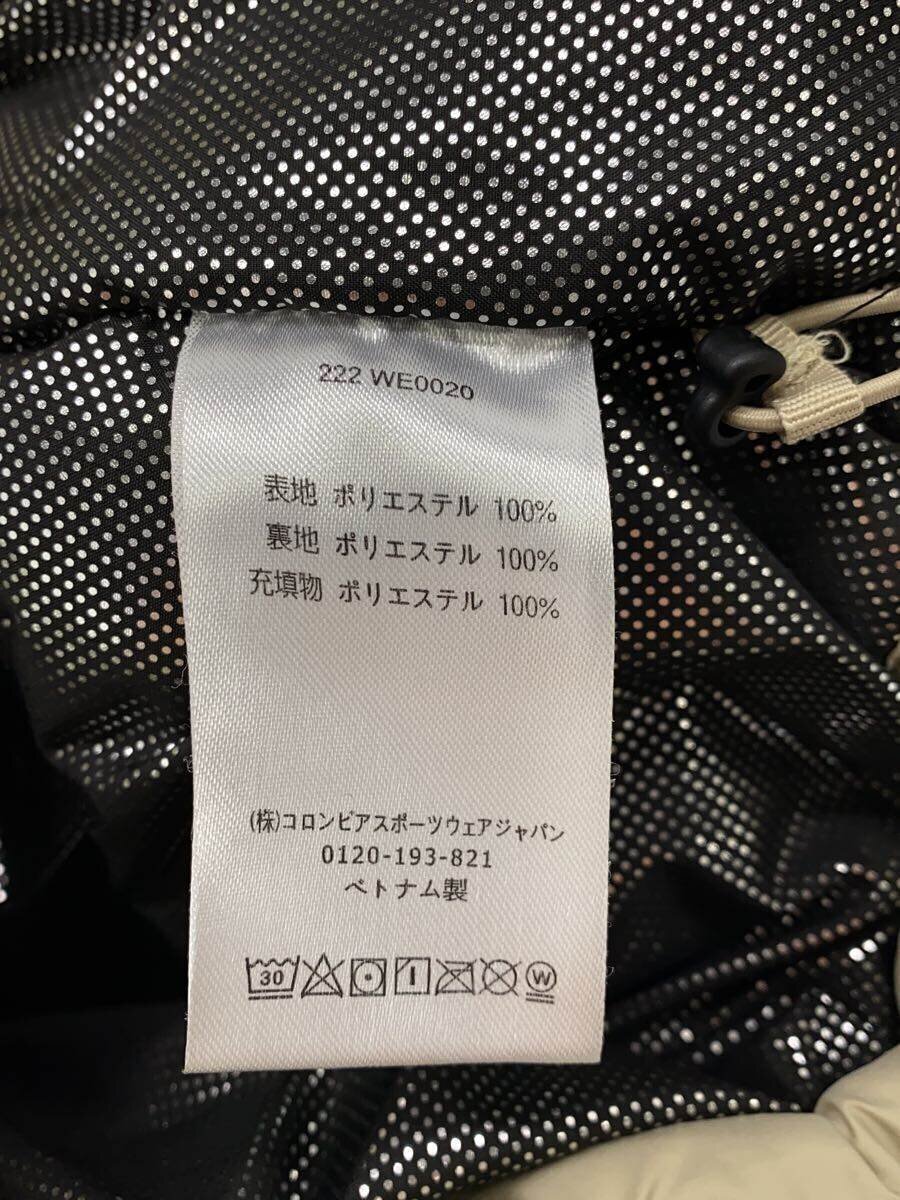 222 WE0020
表地 ポリエステル 100%
裏地 ポリエステル 100%
充填物 ポリエステル 100%
(株)コロンビアスポーツウェアジャパン
0120-193-821
ベトナム製
30 W